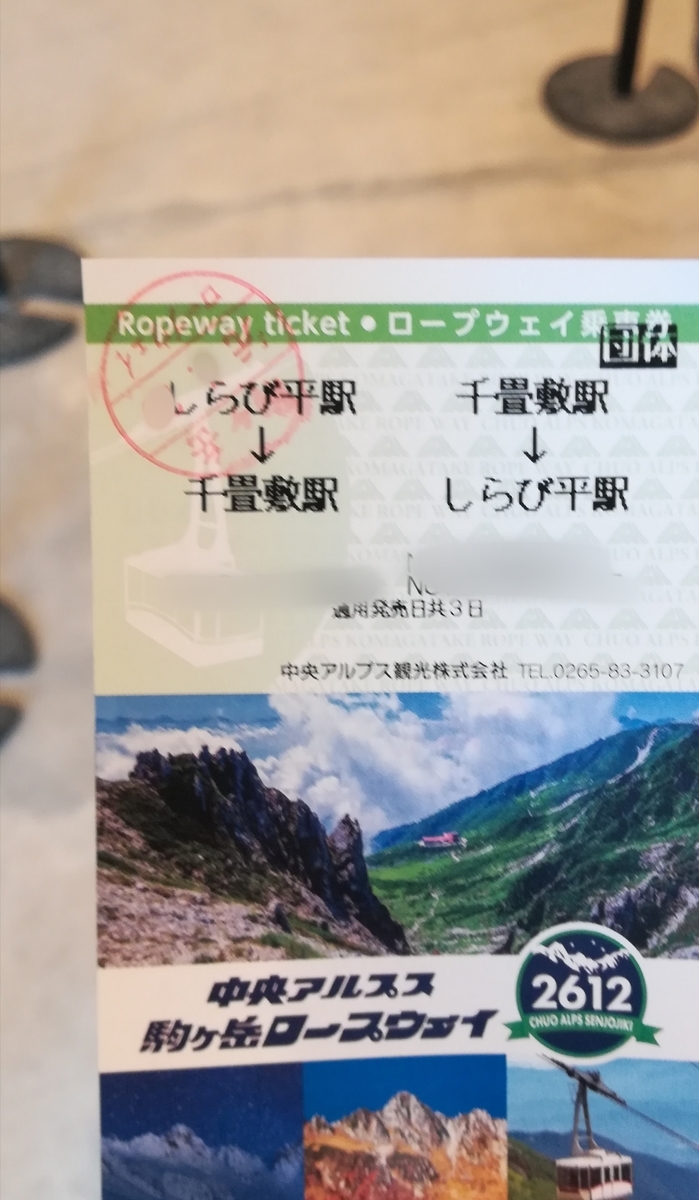 Ropeway ticket●ロープウェイ乗車券
団体
しらび平駅 千畳敷駅
↓ ↓
千畳敷駅 しらび平駅
通用発売日共3日
中央アルプス観光株式会社 TEL.0265-83-3107
中央アルプス
駒ヶ岳ロープウェイ
2612
CHUO ALPS SENJOJIKI